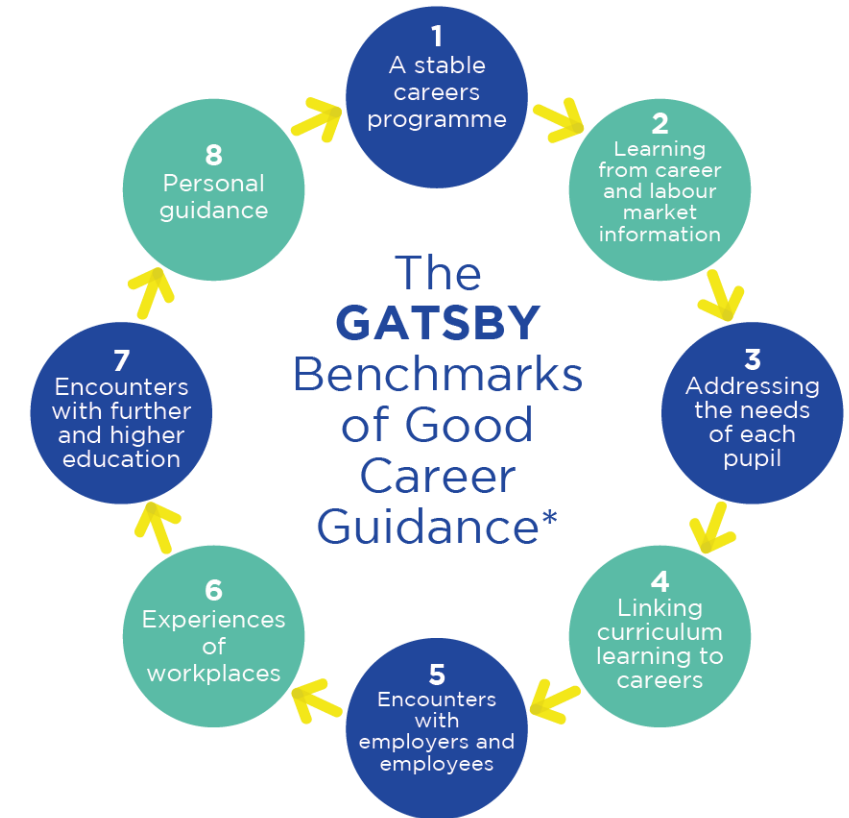 1
A stable
careers
programme
2
Learning
from career
and labour
market
information
3
Addressing
the needs
of each
pupil
4
Linking
curriculum
learning to
careers
5
Encounters
with
employers and
employees
6
Experiences
of
workplaces
7
Encounters
with further
and higher
education
8
Personal
guidance
The
GATSBY
Benchmarks
of Good
Career
Guidance*